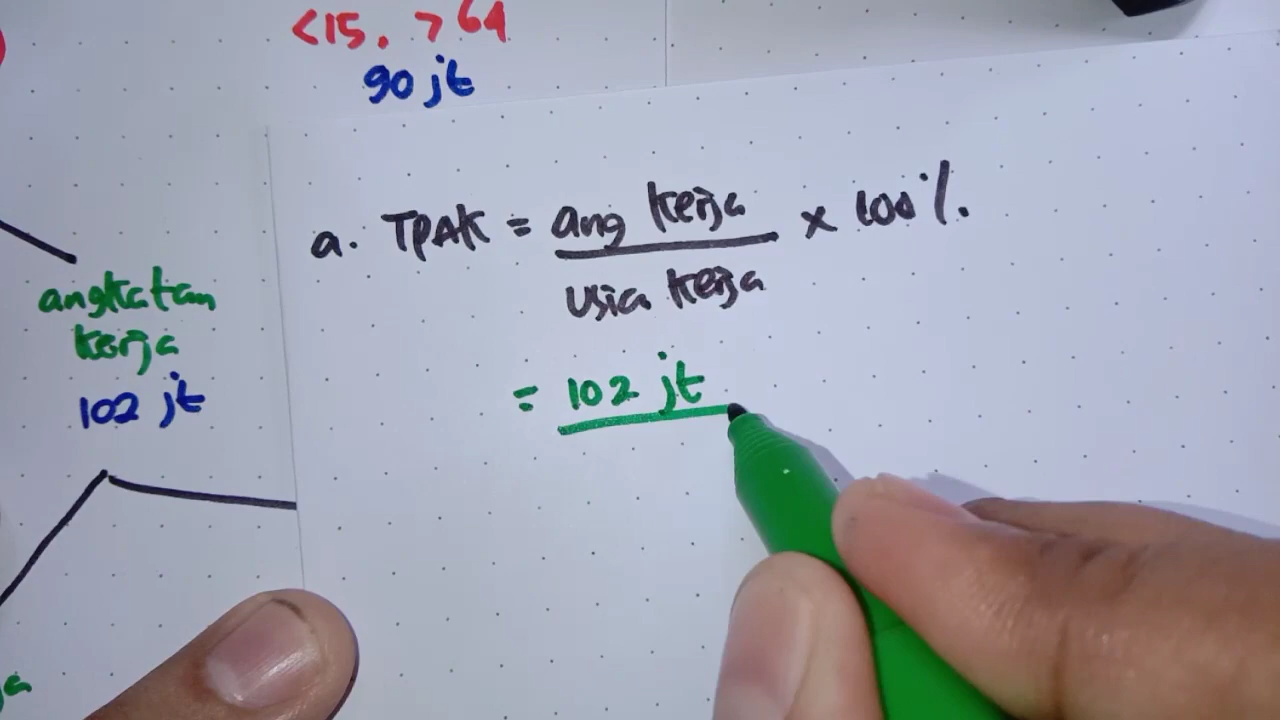 <15. >64
90 jt
a. TPAK = ang kerja x 100%.
usia kerja
= 102 jt
angkatan
kerja
102 jt